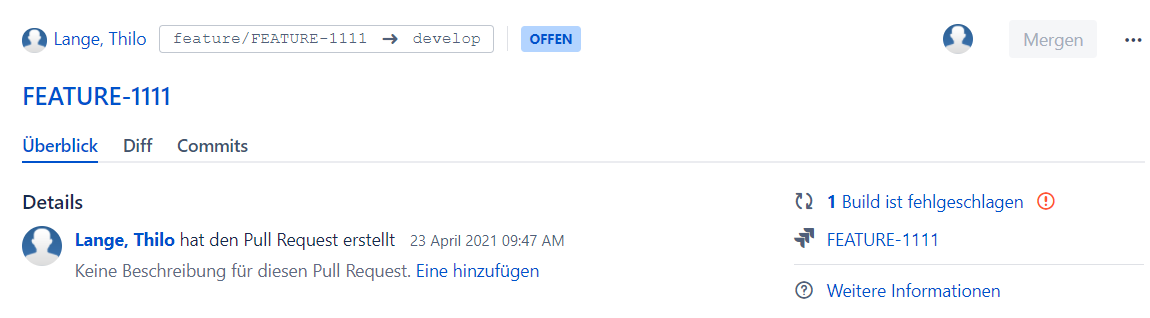 Lange, Thilo feature/FEATURE-1111 → develop OFFEN Mergen
FEATURE-1111
Überblick Diff Commits
Details
Lange, Thilo hat den Pull Request erstellt 23 April 2021 09:47 AM
Keine Beschreibung für diesen Pull Request. Eine hinzufügen
1 Build ist fehlgeschlagen
FEATURE-1111
Weitere Informationen